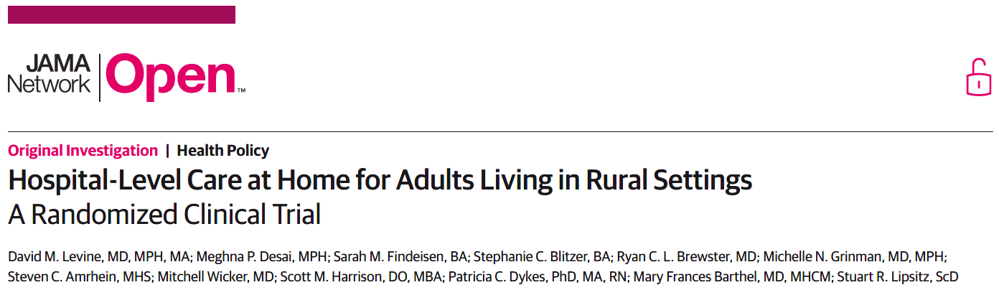 JAMA
Network
Open™
Original Investigation | Health Policy
Hospital-Level Care at Home for Adults Living in Rural Settings
A Randomized Clinical Trial
David M. Levine, MD, MPH, MA; Meghna P. Desai, MPH; Sarah M. Findeisen, BA; Stephanie C. Blitzer, BA; Ryan C. L. Brewster, MD; Michelle N. Grinman, MD, MPH;
Steven C. Amrhein, MHS; Mitchell Wicker, MD; Scott M. Harrison, DO, MBA; Patricia C. Dykes, PhD, MA, RN; Mary Frances Barthel, MD, MHCM; Stuart R. Lipsitz, ScD